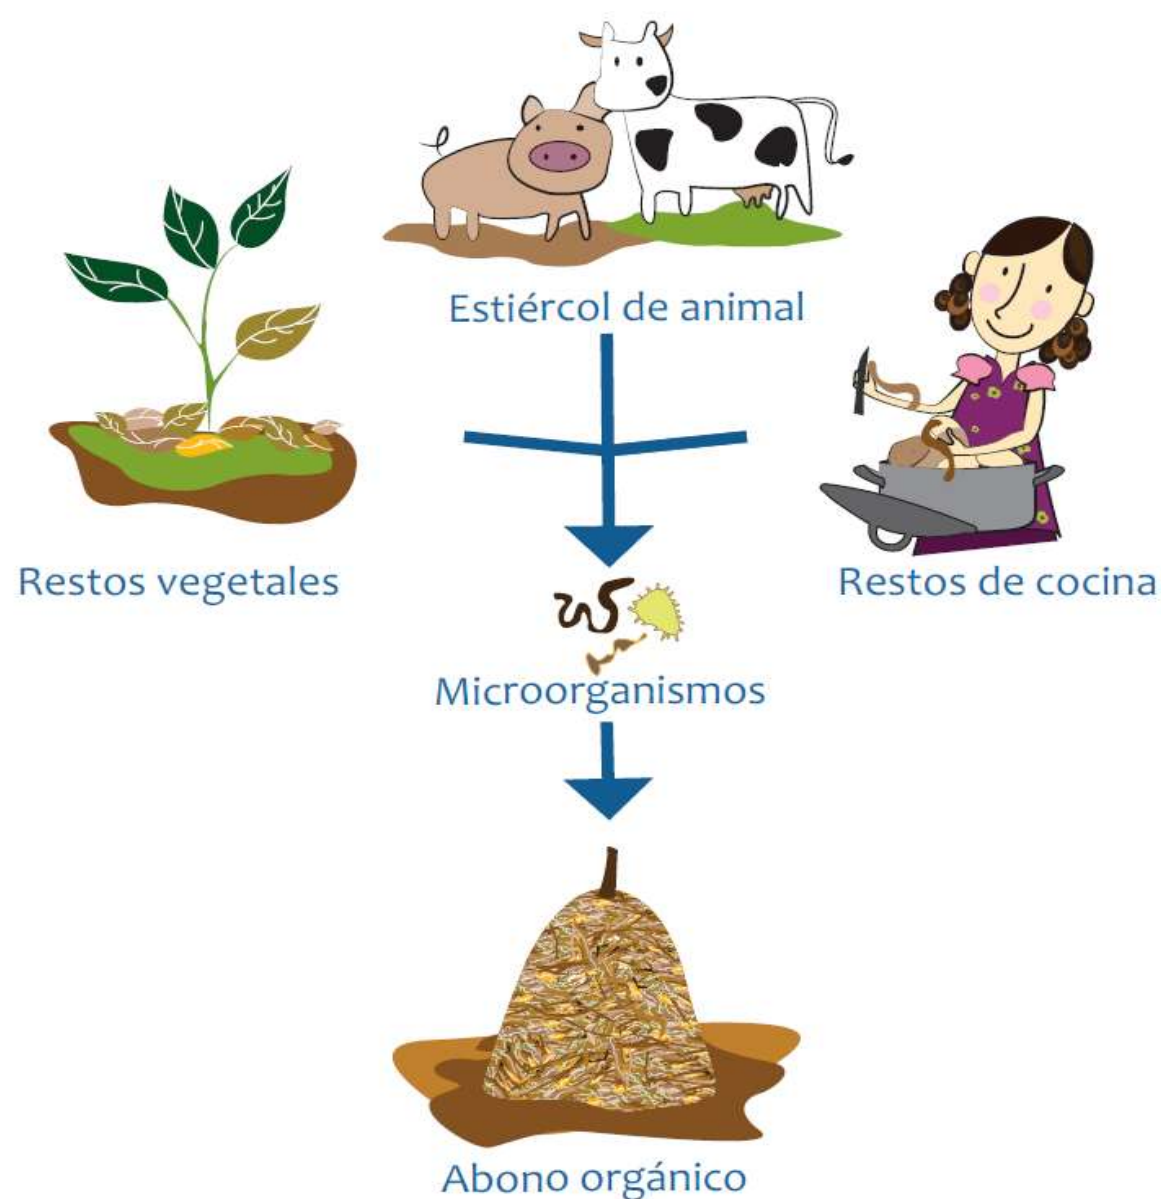 Estiércol de animal
Restos vegetales
Restos de cocina
Microorganismos
Abono orgánico